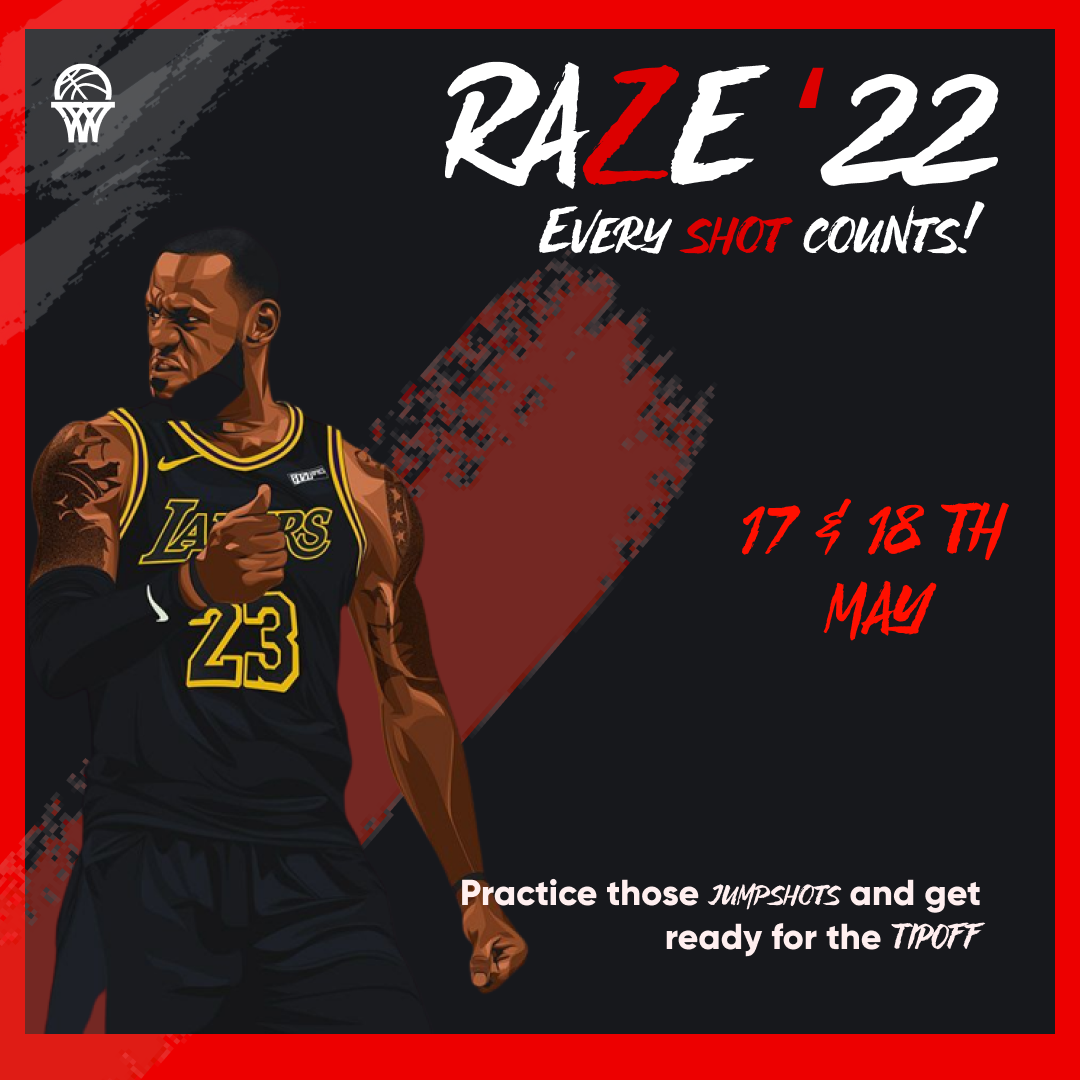 RAZE '22
EVERY SHOT COUNTS!
23
17 & 18 TH
MAY
Practice those JUMPSHOTS and get
ready for the TIPOFF